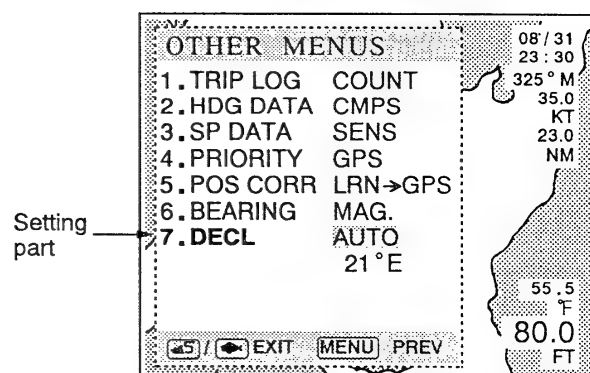 OTHER MENUS
1.TRIP LOG COUNT
2.HDG DATA CMPS
3.SP DATA SENS
4.PRIORITY GPS
5.POS CORR LRN→GPS
6.BEARING MAG.
7.DECL AUTO
21°E
/ EXIT MENU PREV
Setting
part
08/31
23:30
325°M
35.0
KT
23.0
NM
55.5
°F
80.0
FT